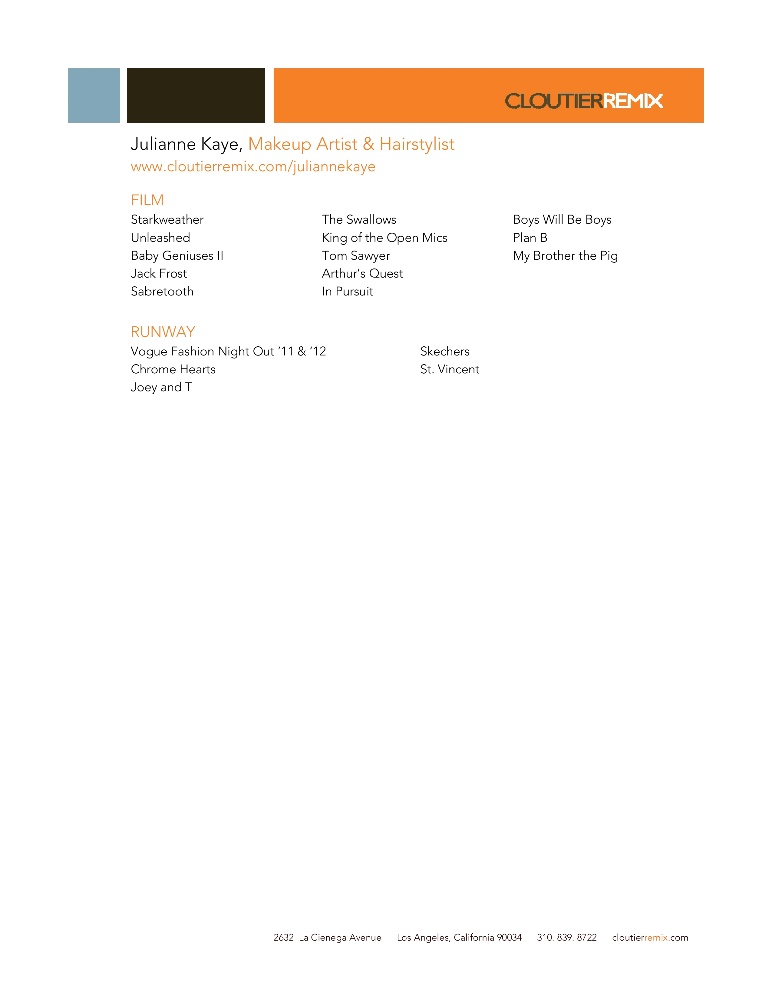 CLOUTIERREMIX
Julianne Kaye, Makeup Artist & Hairstylist
www.cloutierremix.com/juliannekaye
FILM
Starkweather
Unleashed
Baby Geniuses II
Jack Frost
Sabretooth
The Swallows
King of the Open Mics
Tom Sawyer
Arthur's Quest
In Pursuit
Boys Will Be Boys
Plan B
My Brother the Pig
RUNWAY
Vogue Fashion Night Out '11 & '12
Chrome Hearts
Joey and T
Skechers
St. Vincent
2632 La Cienega Avenue Los Angeles, California 90034 310. 839. 8722 cloutierremix.com